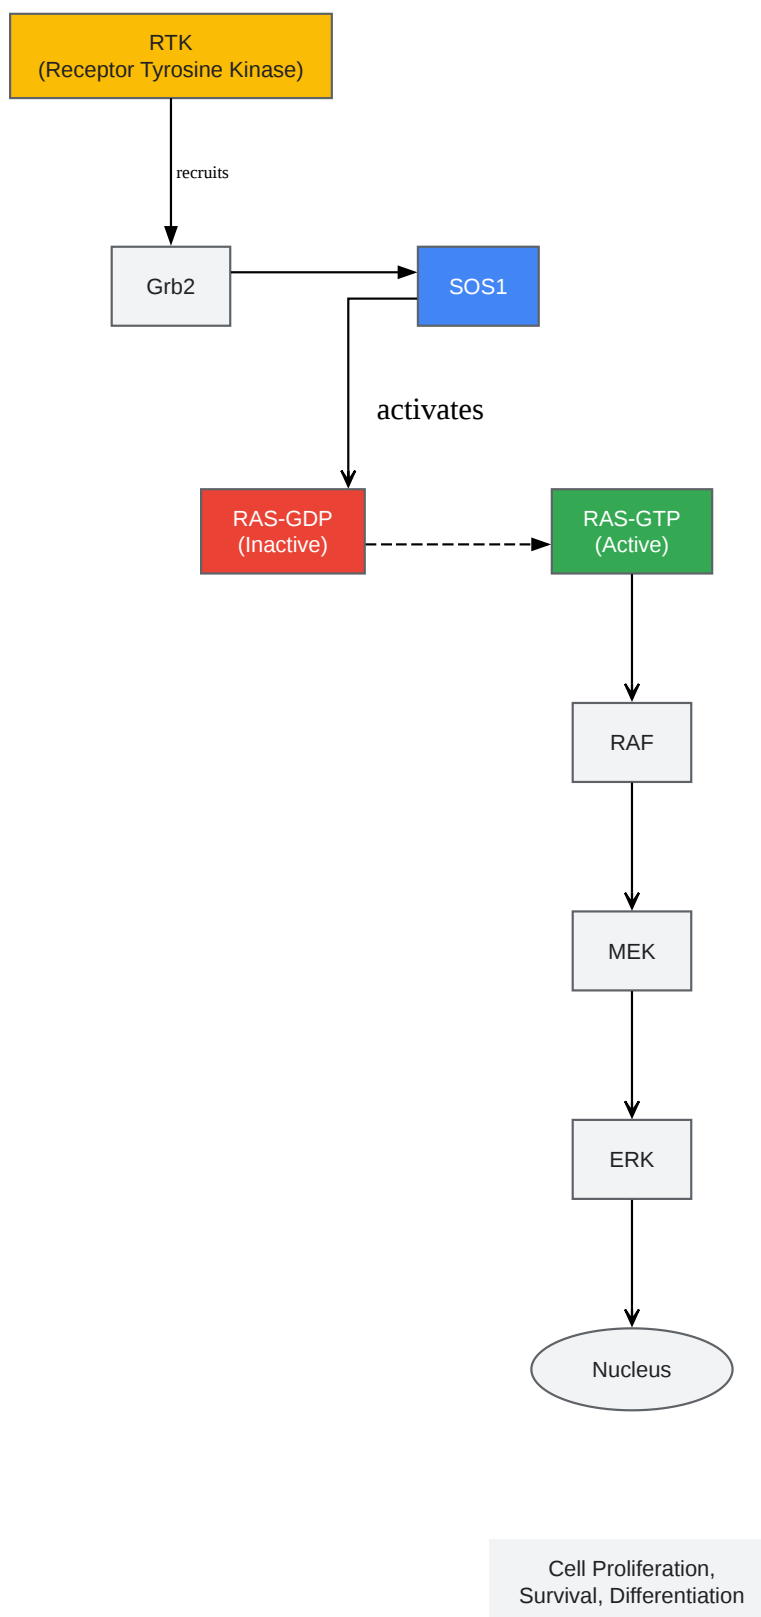 RTK
(Receptor Tyrosine Kinase)
recruits
Grb2
SOS1
activates
RAS-GDP
(Inactive)
RAS-GTP
(Active)
RAF
MEK
ERK
Nucleus
Cell Proliferation,
Survival, Differentiation